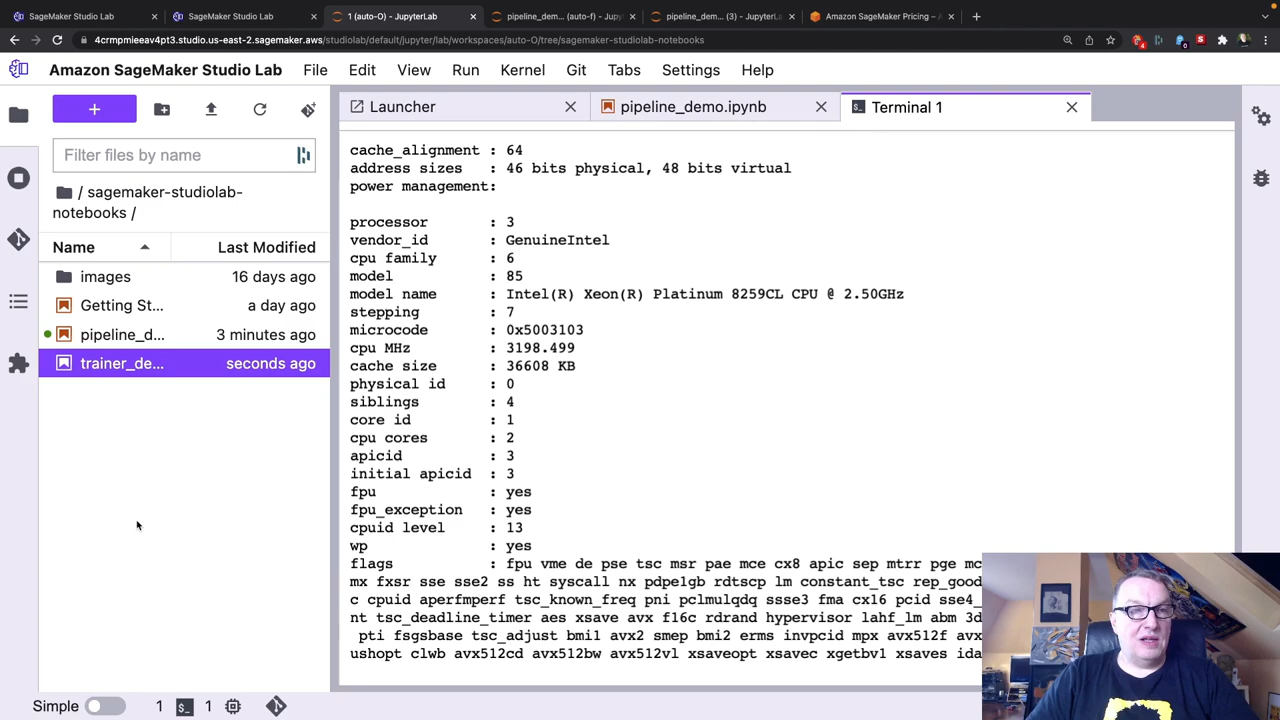 SageMaker Studio Lab
SageMaker Studio Lab
1 (auto-O) - JupyterLab
pipeline_dem... (auto-f) - Jupyte
pipeline_dem... (3) - JupyterLa
Amazon SageMaker Pricing – A
4crmpmieeav4pt3.studio.us-east-2.sagemaker.aws/studiolab/default/jupyter/lab/workspaces/auto-O/tree/sagemaker-studiolab-notebooks
Amazon SageMaker Studio Lab
File
Edit
View
Run
Kernel
Git
Tabs
Settings
Help
Launcher
pipeline_demo.ipynb
Terminal 1
Filter files by name
/ sagemaker-studiolab-
notebooks /
Name
Last Modified
images 16 days ago
Getting St... a day ago
pipeline_d... 3 minutes ago
trainer_de... seconds ago
cache_alignment : 64
address sizes : 46 bits physical, 48 bits virtual
power management:
processor : 3
vendor_id : GenuineIntel
cpu family : 6
model : 85
model name : Intel(R) Xeon(R) Platinum 8259CL CPU @ 2.50GHz
stepping : 7
microcode : 0x5003103
cpu MHz : 3198.499
cache size : 36608 KB
physical id : 0
siblings : 4
core id : 1
cpu cores : 2
apicid : 3
initial apicid : 3
fpu : yes
fpu_exception : yes
cpuid level : 13
wp : yes
flags : fpu vme de pse tsc msr pae mce cx8 apic sep mtrr pge mc
mx fxsr sse sse2 ss ht syscall nx pdpe1gb rdtscp lm constant_tsc rep_good
c cpuid aperfmperf tsc_known_freq pni pclmulqdq ssse3 fma cx16 pcid sse4_
nt tsc_deadline_timer aes xsave avx f16c rdrand hypervisor lahf_lm abm 3d
pti fsgsbase tsc_adjust bmi1 avx2 smep bmi2 erms invpcid mpx avx512f avx
ushopt clwb avx512cd avx512bw avx512vl xsaveopt xsavec xgetbv1 xsaves ida
Simple
1
1